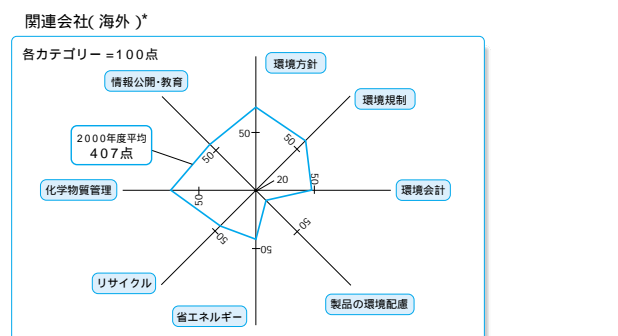 関連会社(海外)*
各カテゴリー=100点
環境方針
情報公開・教育
環境規制
2000年度平均
407点
50
50
50
20
50
化学物質管理
50
環境会計
50
50
50
リサイクル
製品の環境配慮
省エネルギー